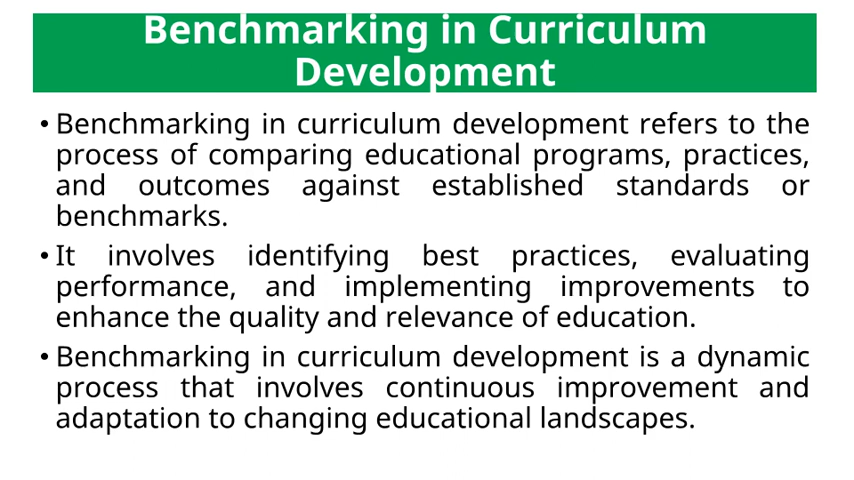 Benchmarking in Curriculum
Development
• Benchmarking in curriculum development refers to the
process of comparing educational programs, practices,
and outcomes against established standards or
benchmarks.
• It involves identifying best practices, evaluating
performance, and implementing improvements to
enhance the quality and relevance of education.
• Benchmarking in curriculum development is a dynamic
process that involves continuous improvement and
adaptation to changing educational landscapes.